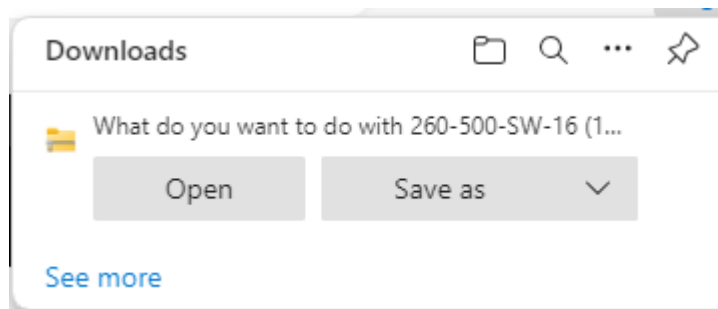 Downloads
What do you want to do with 260-500-SW-16 (1...
Open
Save as
See more